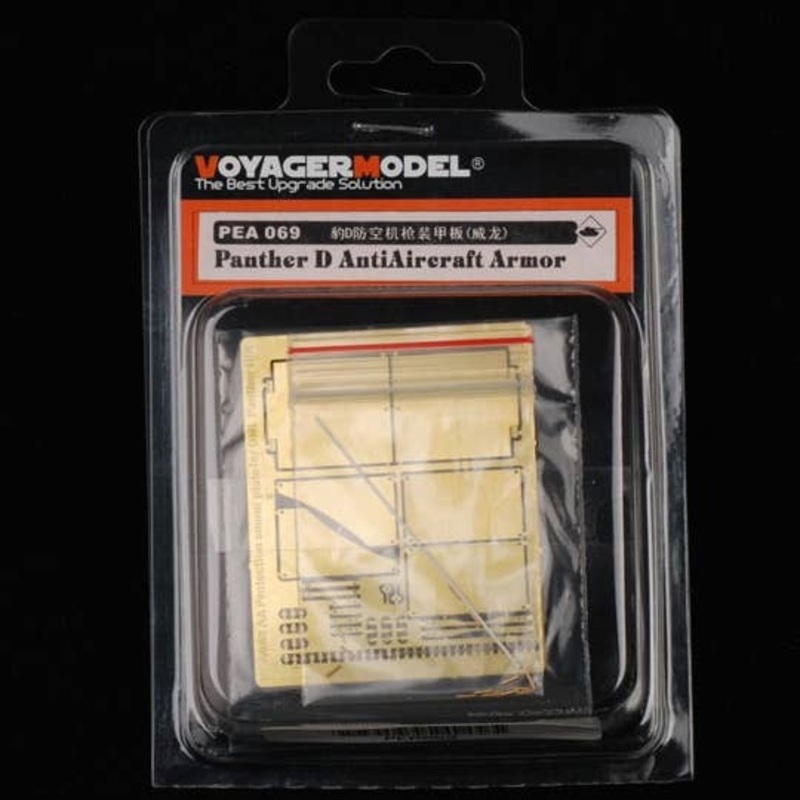 VOYAGERMODEL®
The Best Upgrade Solution
PEA 069 豹D防空机枪装甲板(威龙)
Panther D AntiAircraft Armor